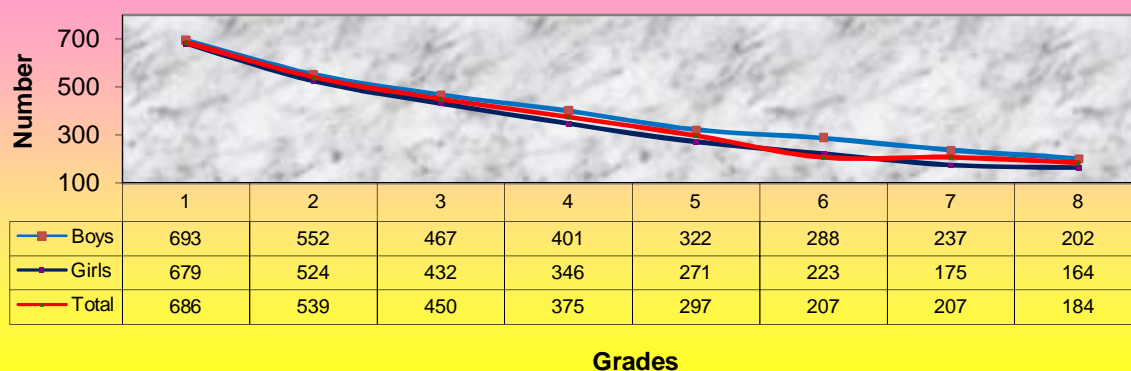 Number
700
500
300
100
1 2 3 4 5 6 7 8
Boys 693 552 467 401 322 288 237 202
Girls 679 524 432 346 271 223 175 164
Total 686 539 450 375 297 207 207 184
Grades